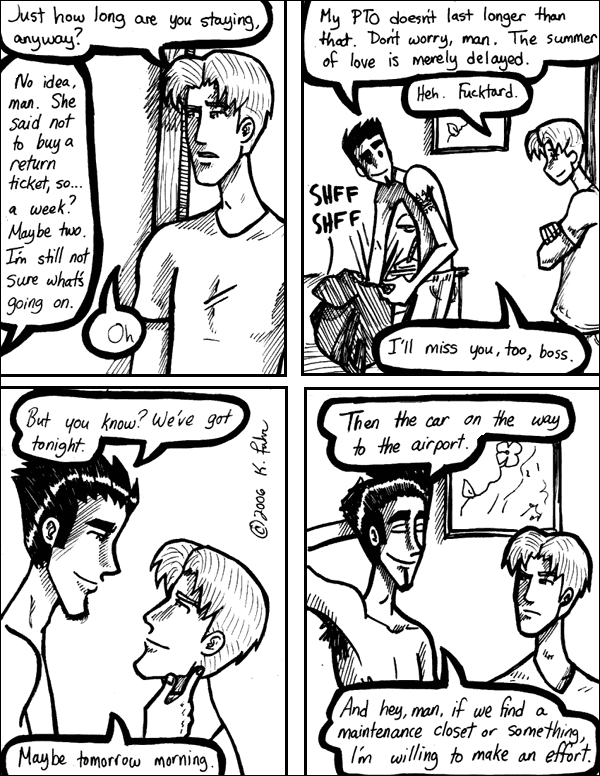 Just how long are you staying,
anyway?
No idea,
man. She
said not
to buy a
return
ticket, so...
a week?
Maybe two.
I'm still not
sure what's
going on.
Oh
My PTO doesn't last longer than
that. Don't worry, man. The summer
of love is merely delayed.
Heh. Fucktard.
SHFF
SHFF
I'll miss you, too, boss.
But you know? We've got
tonight.
©2006 K. Fahr
Maybe tomorrow morning.
Then the car on the way
to the airport.
And hey, man, if we find a
maintenance closet or something,
I'm willing to make an effort.